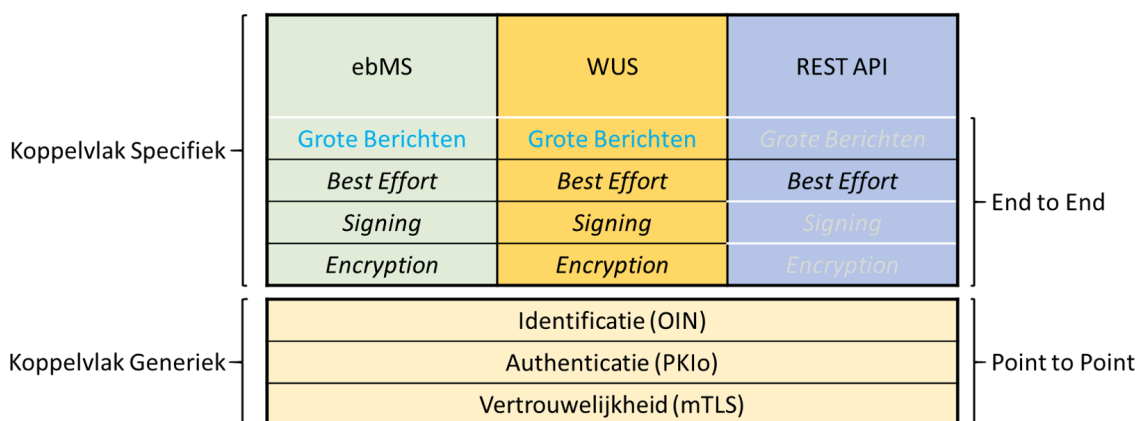 ebMS WUS REST API
Koppelvlak Specifiek
Grote Berichten Grote Berichten Grote Berichten
Best Effort Best Effort Best Effort
End to End
Signing Signing Signing
Encryption Encryption Encryption
Identificatie (OIN)
Koppelvlak Generiek
Authenticatie (PKIo)
Point to Point
Vertrouwelijkheid (mTLS)